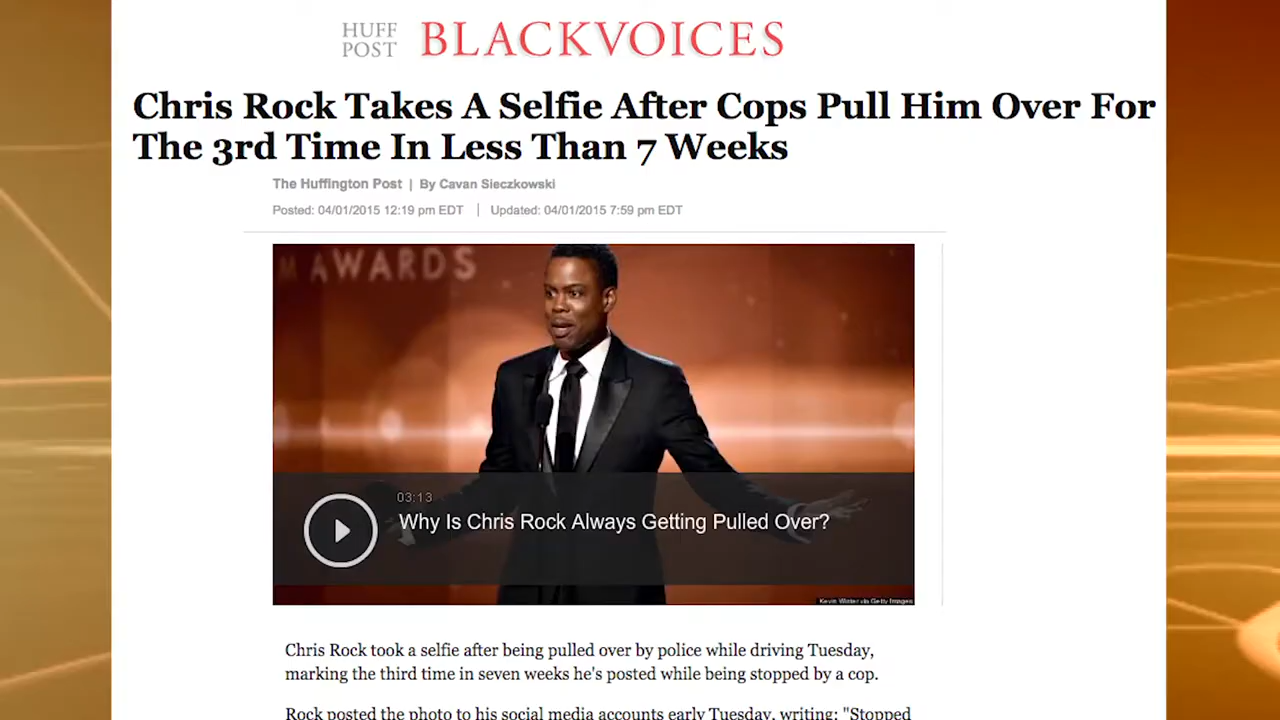 HUFF
POST
BLACKVOICES
Chris Rock Takes A Selfie After Cops Pull Him Over For
The 3rd Time In Less Than 7 Weeks
The Huffington Post | By Cavan Sieczkowski
Posted: 04/01/2015 12:19 pm EDT | Updated: 04/01/2015 7:59 pm EDT
M AWARDS
03:13
Why Is Chris Rock Always Getting Pulled Over?
Kevin Winter via Getty Images
Chris Rock took a selfie after being pulled over by police while driving Tuesday,
marking the third time in seven weeks he's posted while being stopped by a cop.
Rock posted the photo to his social media accounts early Tuesday, writing: "Stopped